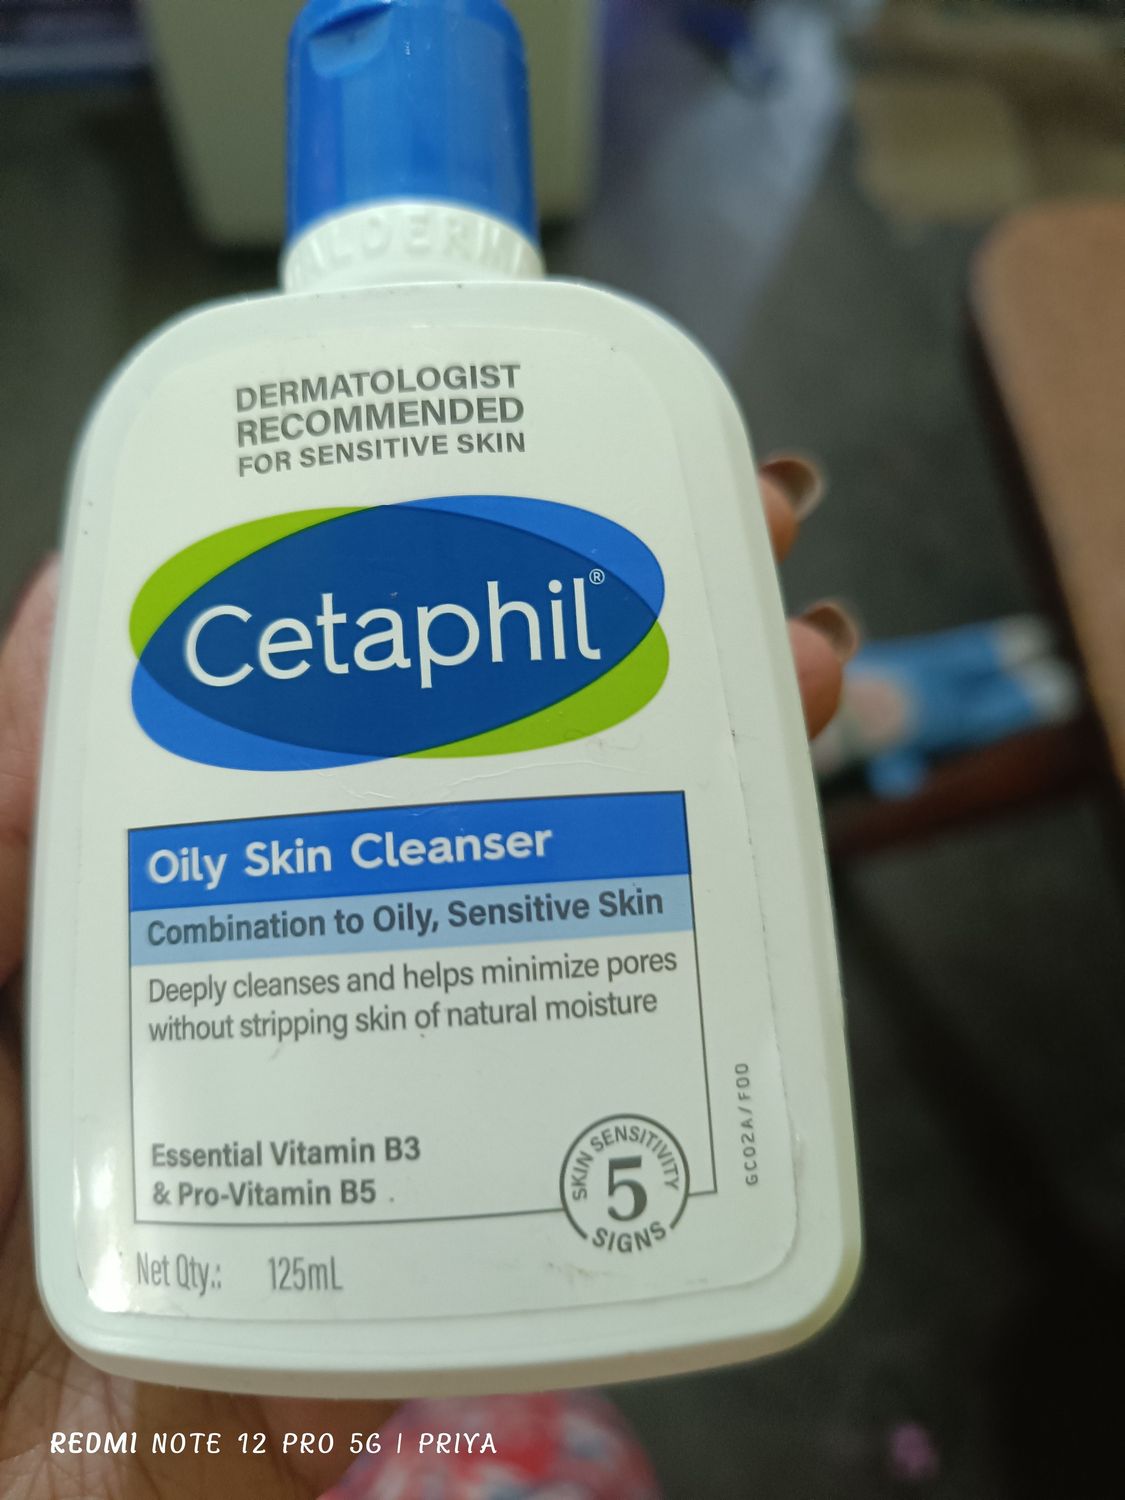 DERMATOLOGIST
RECOMMENDED
FOR SENSITIVE SKIN
Cetaphil®
Oily Skin Cleanser
Combination to Oily, Sensitive Skin
Deeply cleanses and helps minimize pores
without stripping skin of natural moisture
Essential Vitamin B3
& Pro-Vitamin B5
SKIN SENSITIVITY
5
SIGNS
GC02A/F00
Net Qty.: 125mL
REDMI NOTE 12 PRO 5G | PRIYA